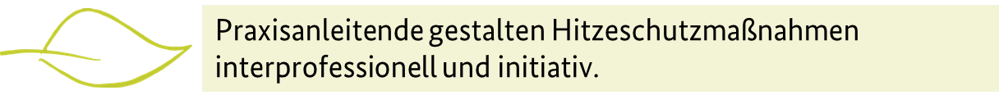 Praxisanleitende gestalten Hitzeschutzmaßnahmen
interprofessionell und initiativ.